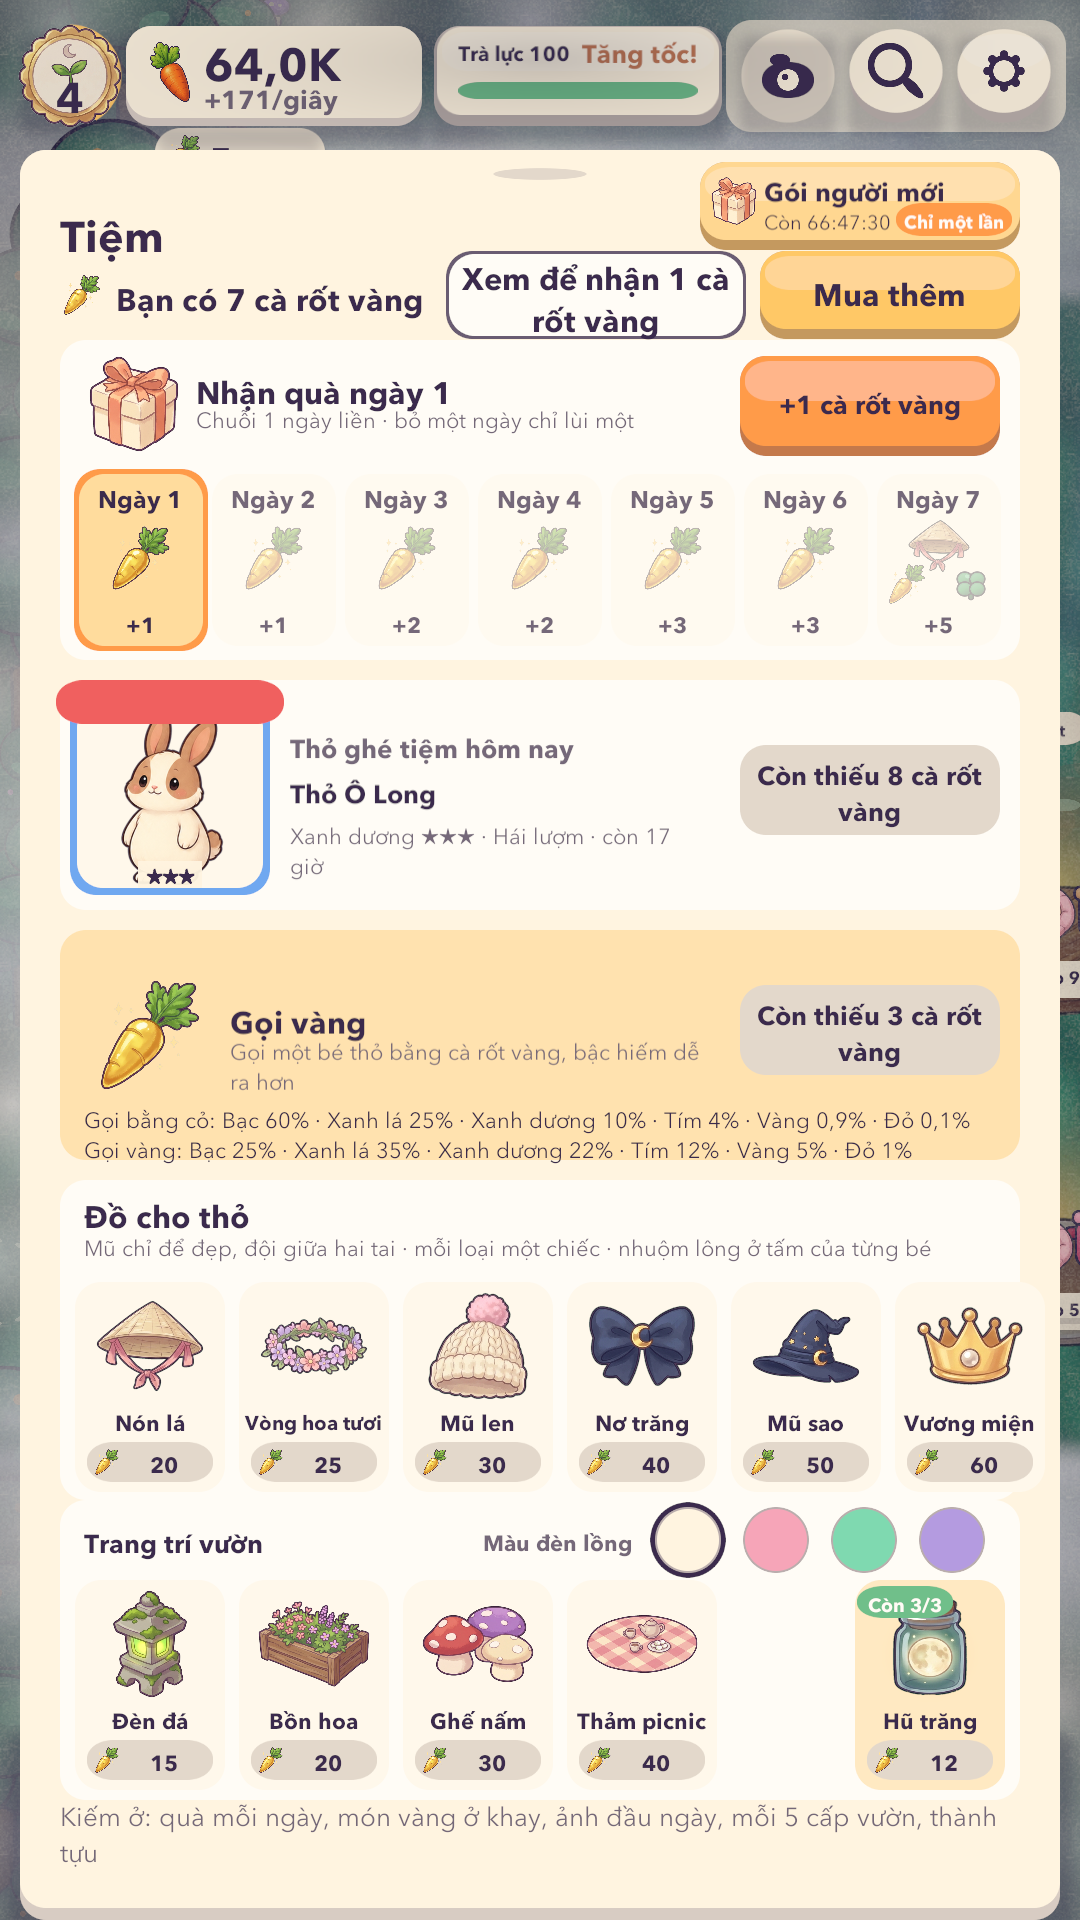 4
64,0K
+171/giây
Trà lực 100 Tăng tốc!
Tiệm
Gói người mới
Còn 66:47:30 Chỉ một lần
Bạn có 7 cà rốt vàng
Xem để nhận 1 cà
rốt vàng
Mua thêm
Nhận quà ngày 1
Chuỗi 1 ngày liền · bỏ một ngày chỉ lùi một
+1 cà rốt vàng
Ngày 1 Ngày 2 Ngày 3 Ngày 4 Ngày 5 Ngày 6 Ngày 7
+1 +1 +2 +2 +3 +3 +5
Thỏ ghé tiệm hôm nay
Thỏ Ô Long
Xanh dương ★★★ · Hái lượm · còn 17
giờ
★★★
Còn thiếu 8 cà rốt
vàng
Gọi vàng
Gọi một bé thỏ bằng cà rốt vàng, bậc hiếm dễ
ra hơn
Còn thiếu 3 cà rốt
vàng
Gọi bằng cỏ: Bạc 60% · Xanh lá 25% · Xanh dương 10% · Tím 4% · Vàng 0,9% · Đỏ 0,1%
Gọi vàng: Bạc 25% · Xanh lá 35% · Xanh dương 22% · Tím 12% · Vàng 5% · Đỏ 1%
Đồ cho thỏ
Mũ chỉ để đẹp, đội giữa hai tai · mỗi loại một chiếc · nhuộm lông ở tấm của từng bé
Nón lá Vòng hoa tươi Mũ len Nơ trăng Mũ sao Vương miện
20 25 30 40 50 60
Trang trí vườn
Màu đèn lồng
Còn 3/3
Đèn đá Bồn hoa Ghế nấm Thảm picnic Hũ trăng
15 20 30 40 12
Kiếm ở: quà mỗi ngày, món vàng ở khay, ảnh đầu ngày, mỗi 5 cấp vườn, thành
tựu